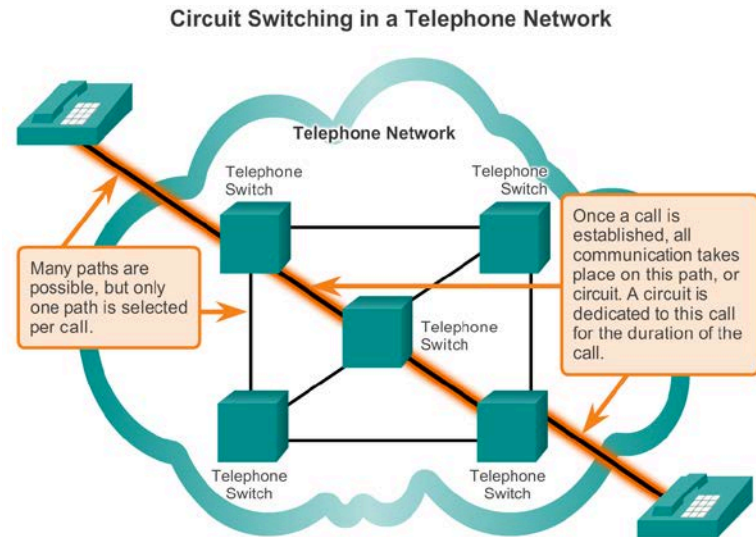 Circuit Switching in a Telephone Network
Telephone Network
Telephone
Switch
Telephone
Switch
Many paths are
possible, but only
one path is selected
per call.
Once a call is
established, all
communication takes
place on this path, or
circuit. A circuit is
dedicated to this call
for the duration of the
call.
Telephone
Switch
Telephone
Switch
Telephone
Switch